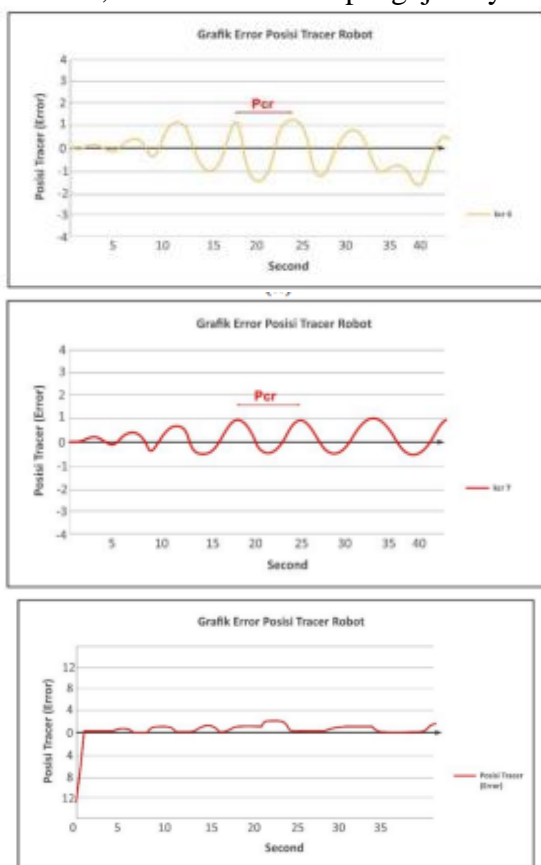 Grafik Error Posisi Tracer Robot
4
3
2
1
0
-1
-2
-3
-4
Posisi Tracer (Error)
Pcr
5 10 15 20 25 30 35 40
Second
Grafik Error Posisi Tracer Robot
4
3
2
1
0
-1
-2
-3
-4
Posisi Tracer (Error)
Pcr
5 10 15 20 25 30 35 40
Second
kcr 7
Grafik Error Posisi Tracer Robot
12
8
4
0
4
8
12
Posisi Tracer (Error)
0 5 10 15 20 25 30 35
Second
Posisi Tracer
(Error)